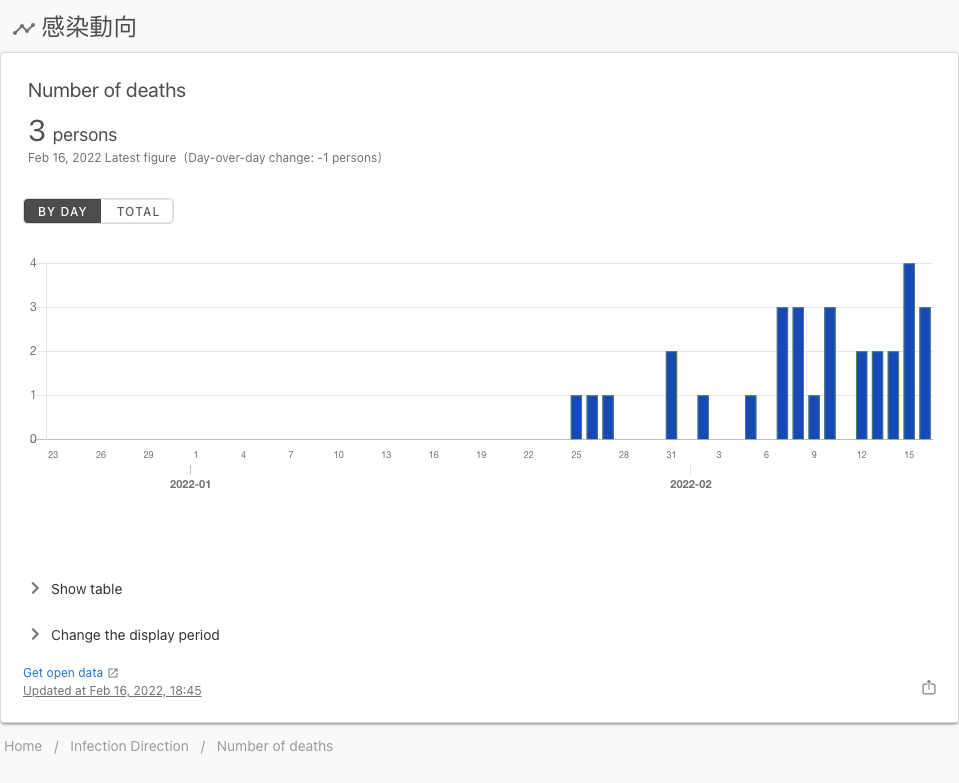 感染動向
Number of deaths
3 persons
Feb 16, 2022 Latest figure (Day-over-day change: -1 persons)
BY DAY TOTAL
4
3
2
1
0
23 26 29 1 4 7 10 13 16 19 22 25 28 31 3 6 9 12 15
2022-01 2022-02
Show table
Change the display period
Get open data
Updated at Feb 16, 2022, 18:45
Home / Infection Direction / Number of deaths